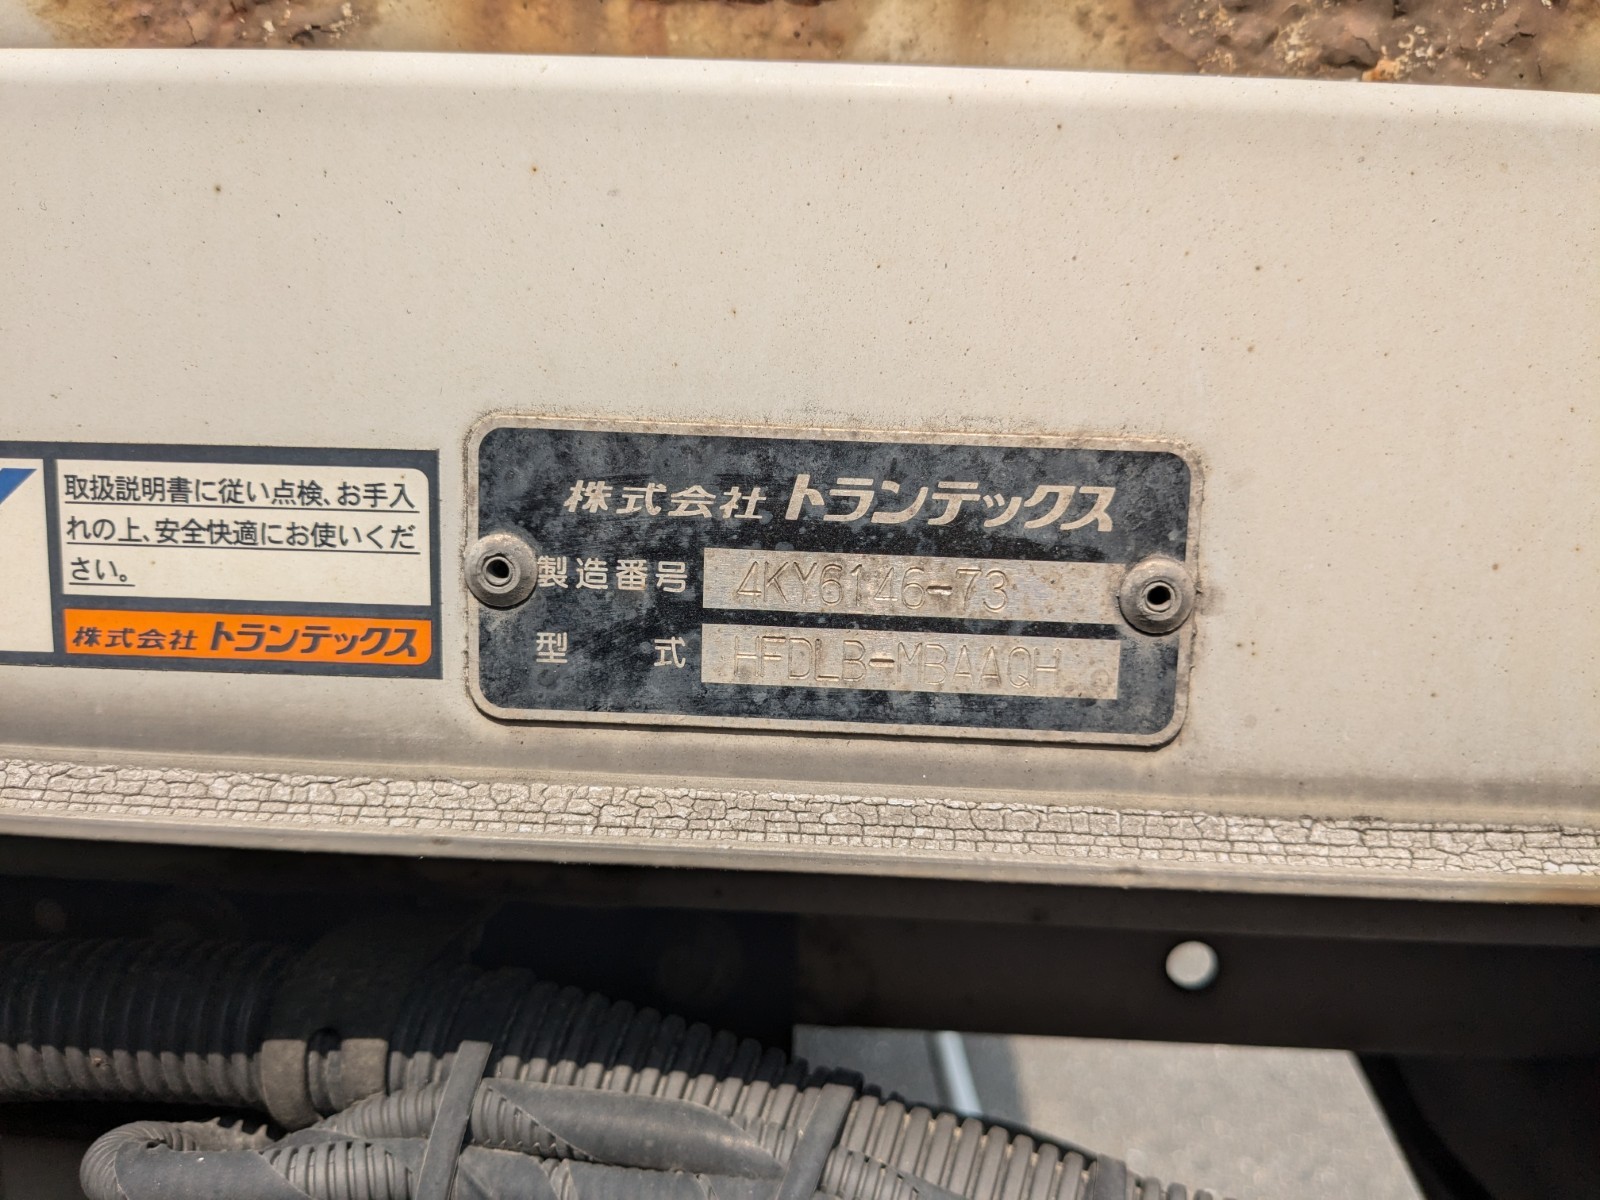 取扱説明書に従い点検、お手入
れの上、安全快適にお使いくだ
さい。
株式会社 トランテックス
株式会社 トランテックス
製造番号 4KY6146-73
型式 HFDLB-MBAAQH